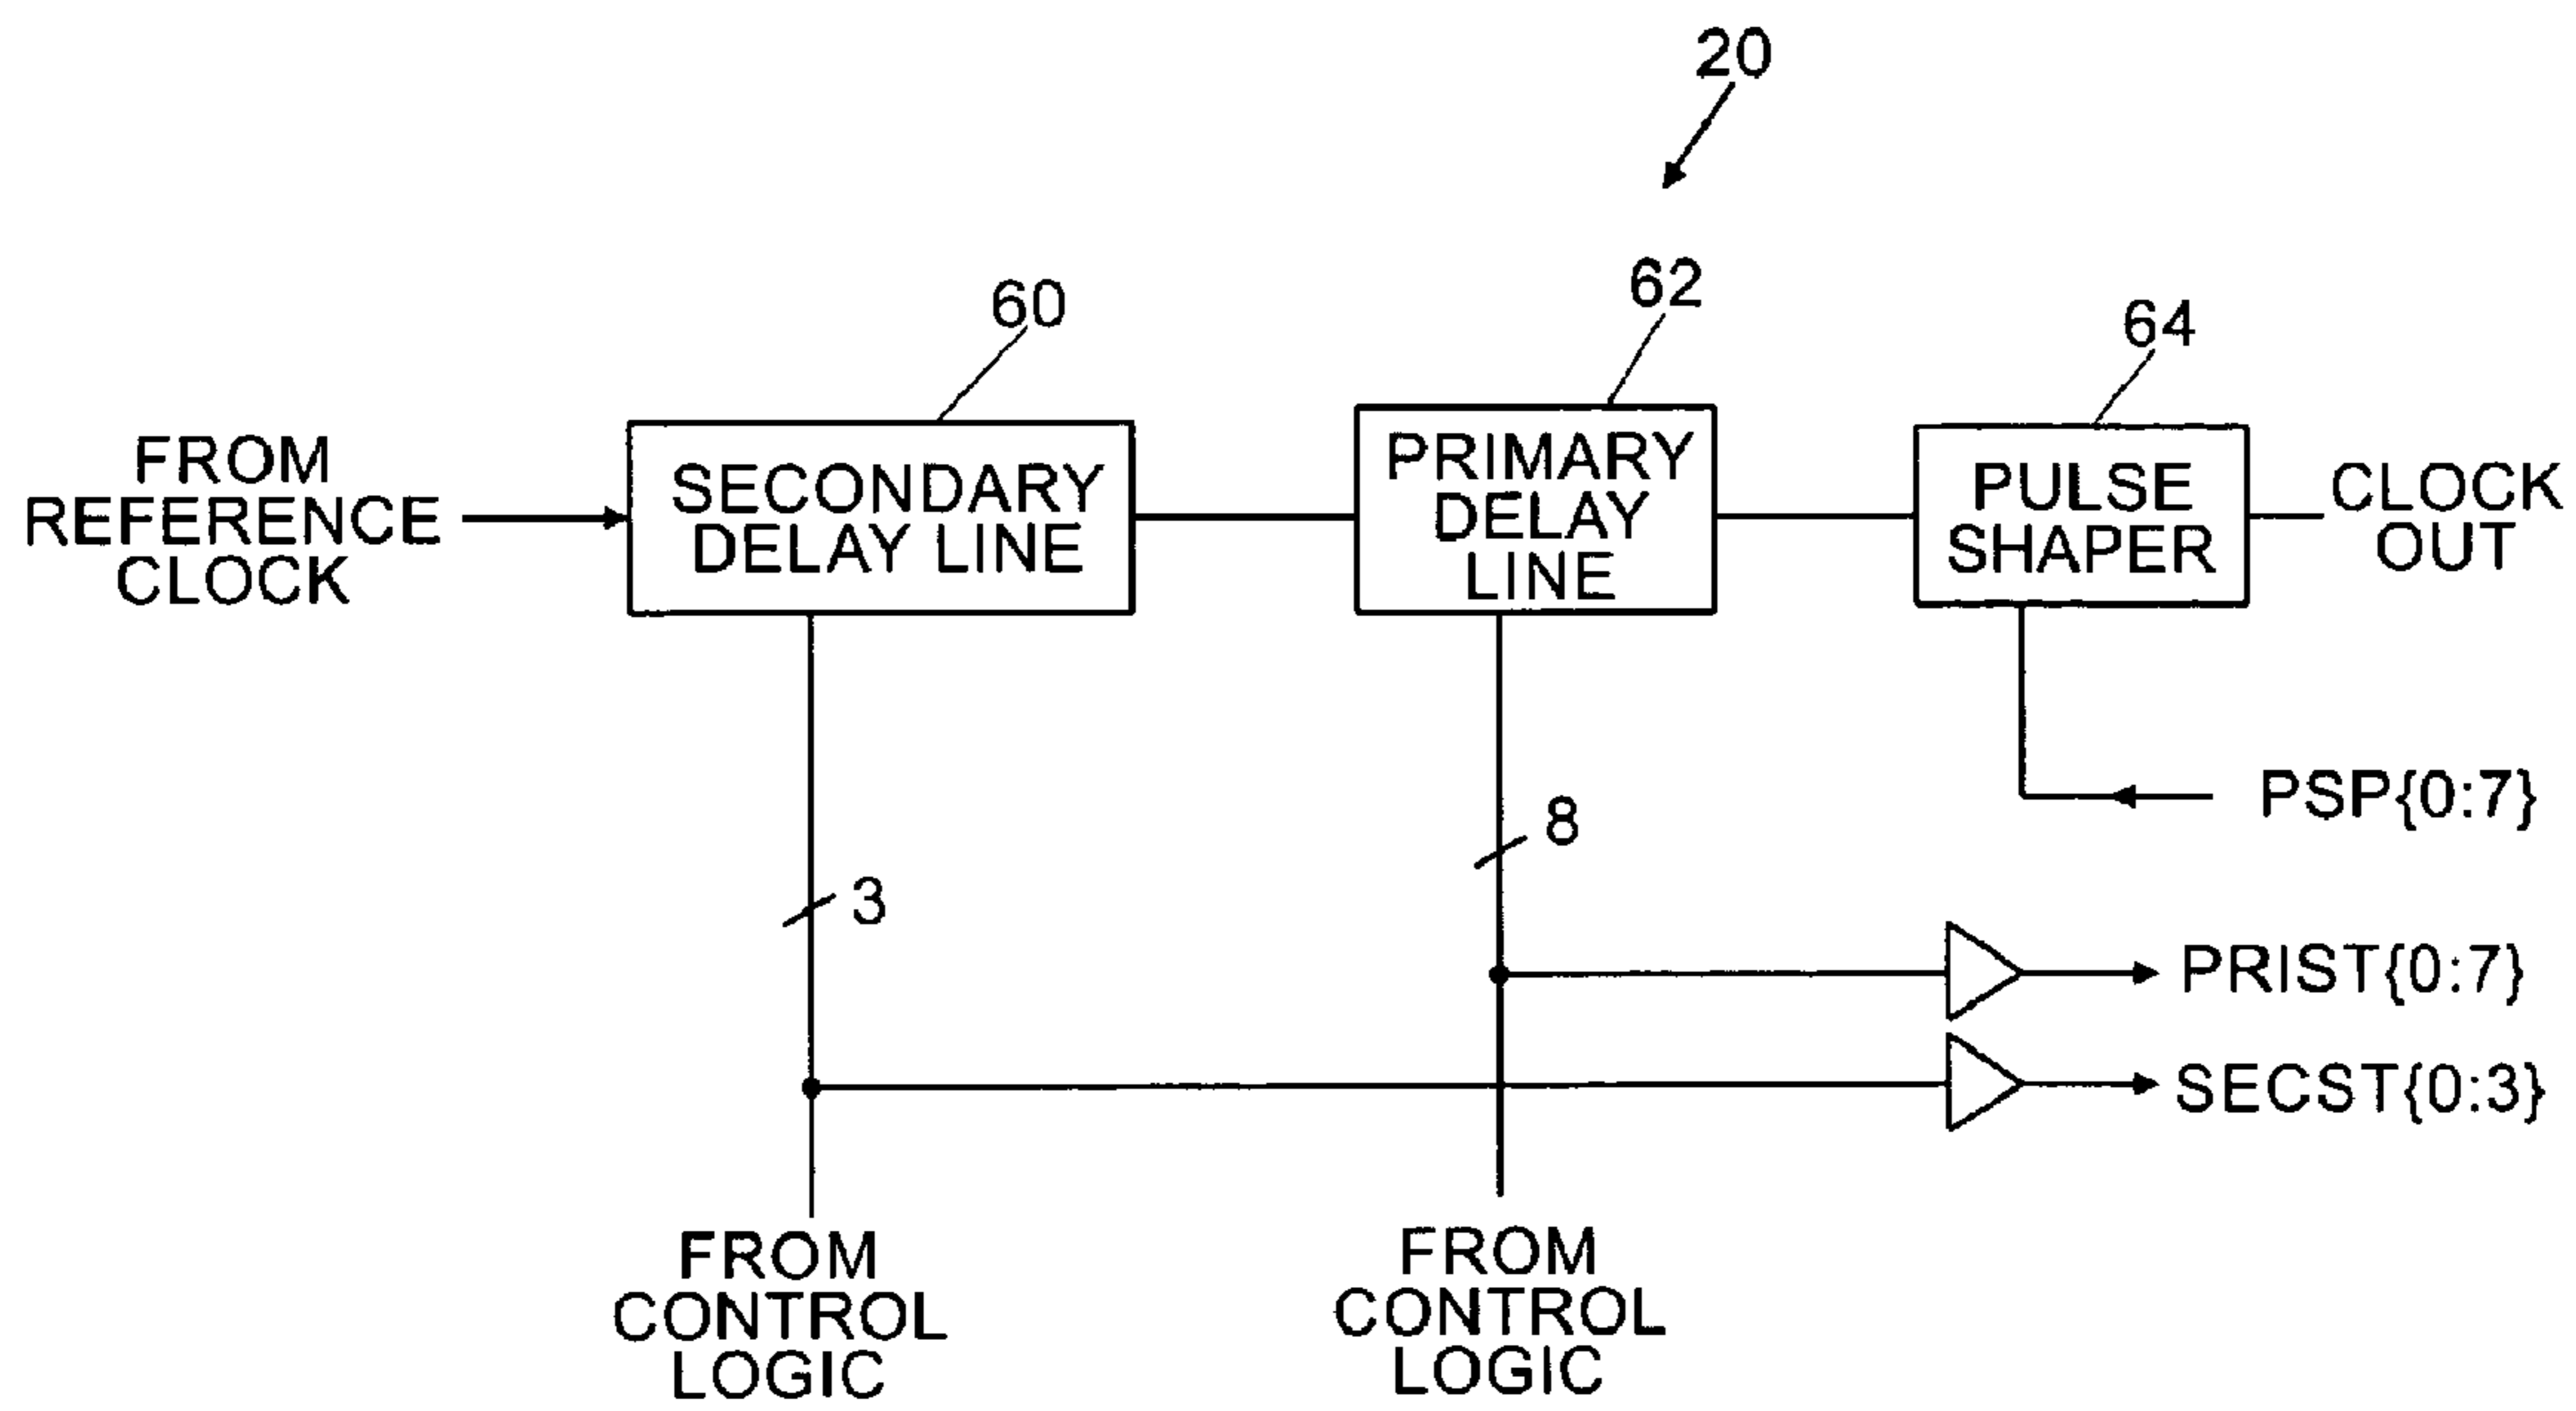 20
60
62
64
FROM
REFERENCE
CLOCK
SECONDARY
DELAY LINE
PRIMARY
DELAY
LINE
PULSE
SHAPER
CLOCK
OUT
PSP{0:7}
8
3
PRIST{0:7}
SECST{0:3}
FROM
CONTROL
LOGIC
FROM
CONTROL
LOGIC